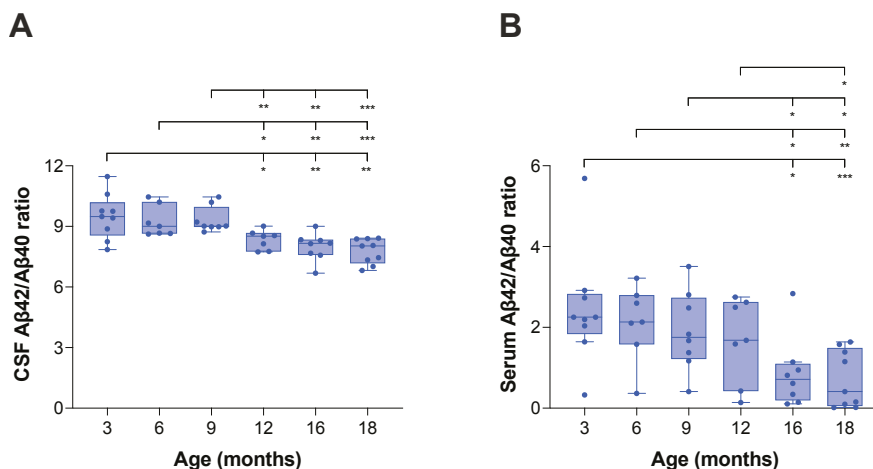 A
** ** ***
* ** ***
* ** **
12
9
6
3
0
CSF Aβ42/Aβ40 ratio
3 6 9 12 16 18
Age (months)
B
*
* *
* **
* ***
6
4
2
0
Serum Aβ42/Aβ40 ratio
3 6 9 12 16 18
Age (months)